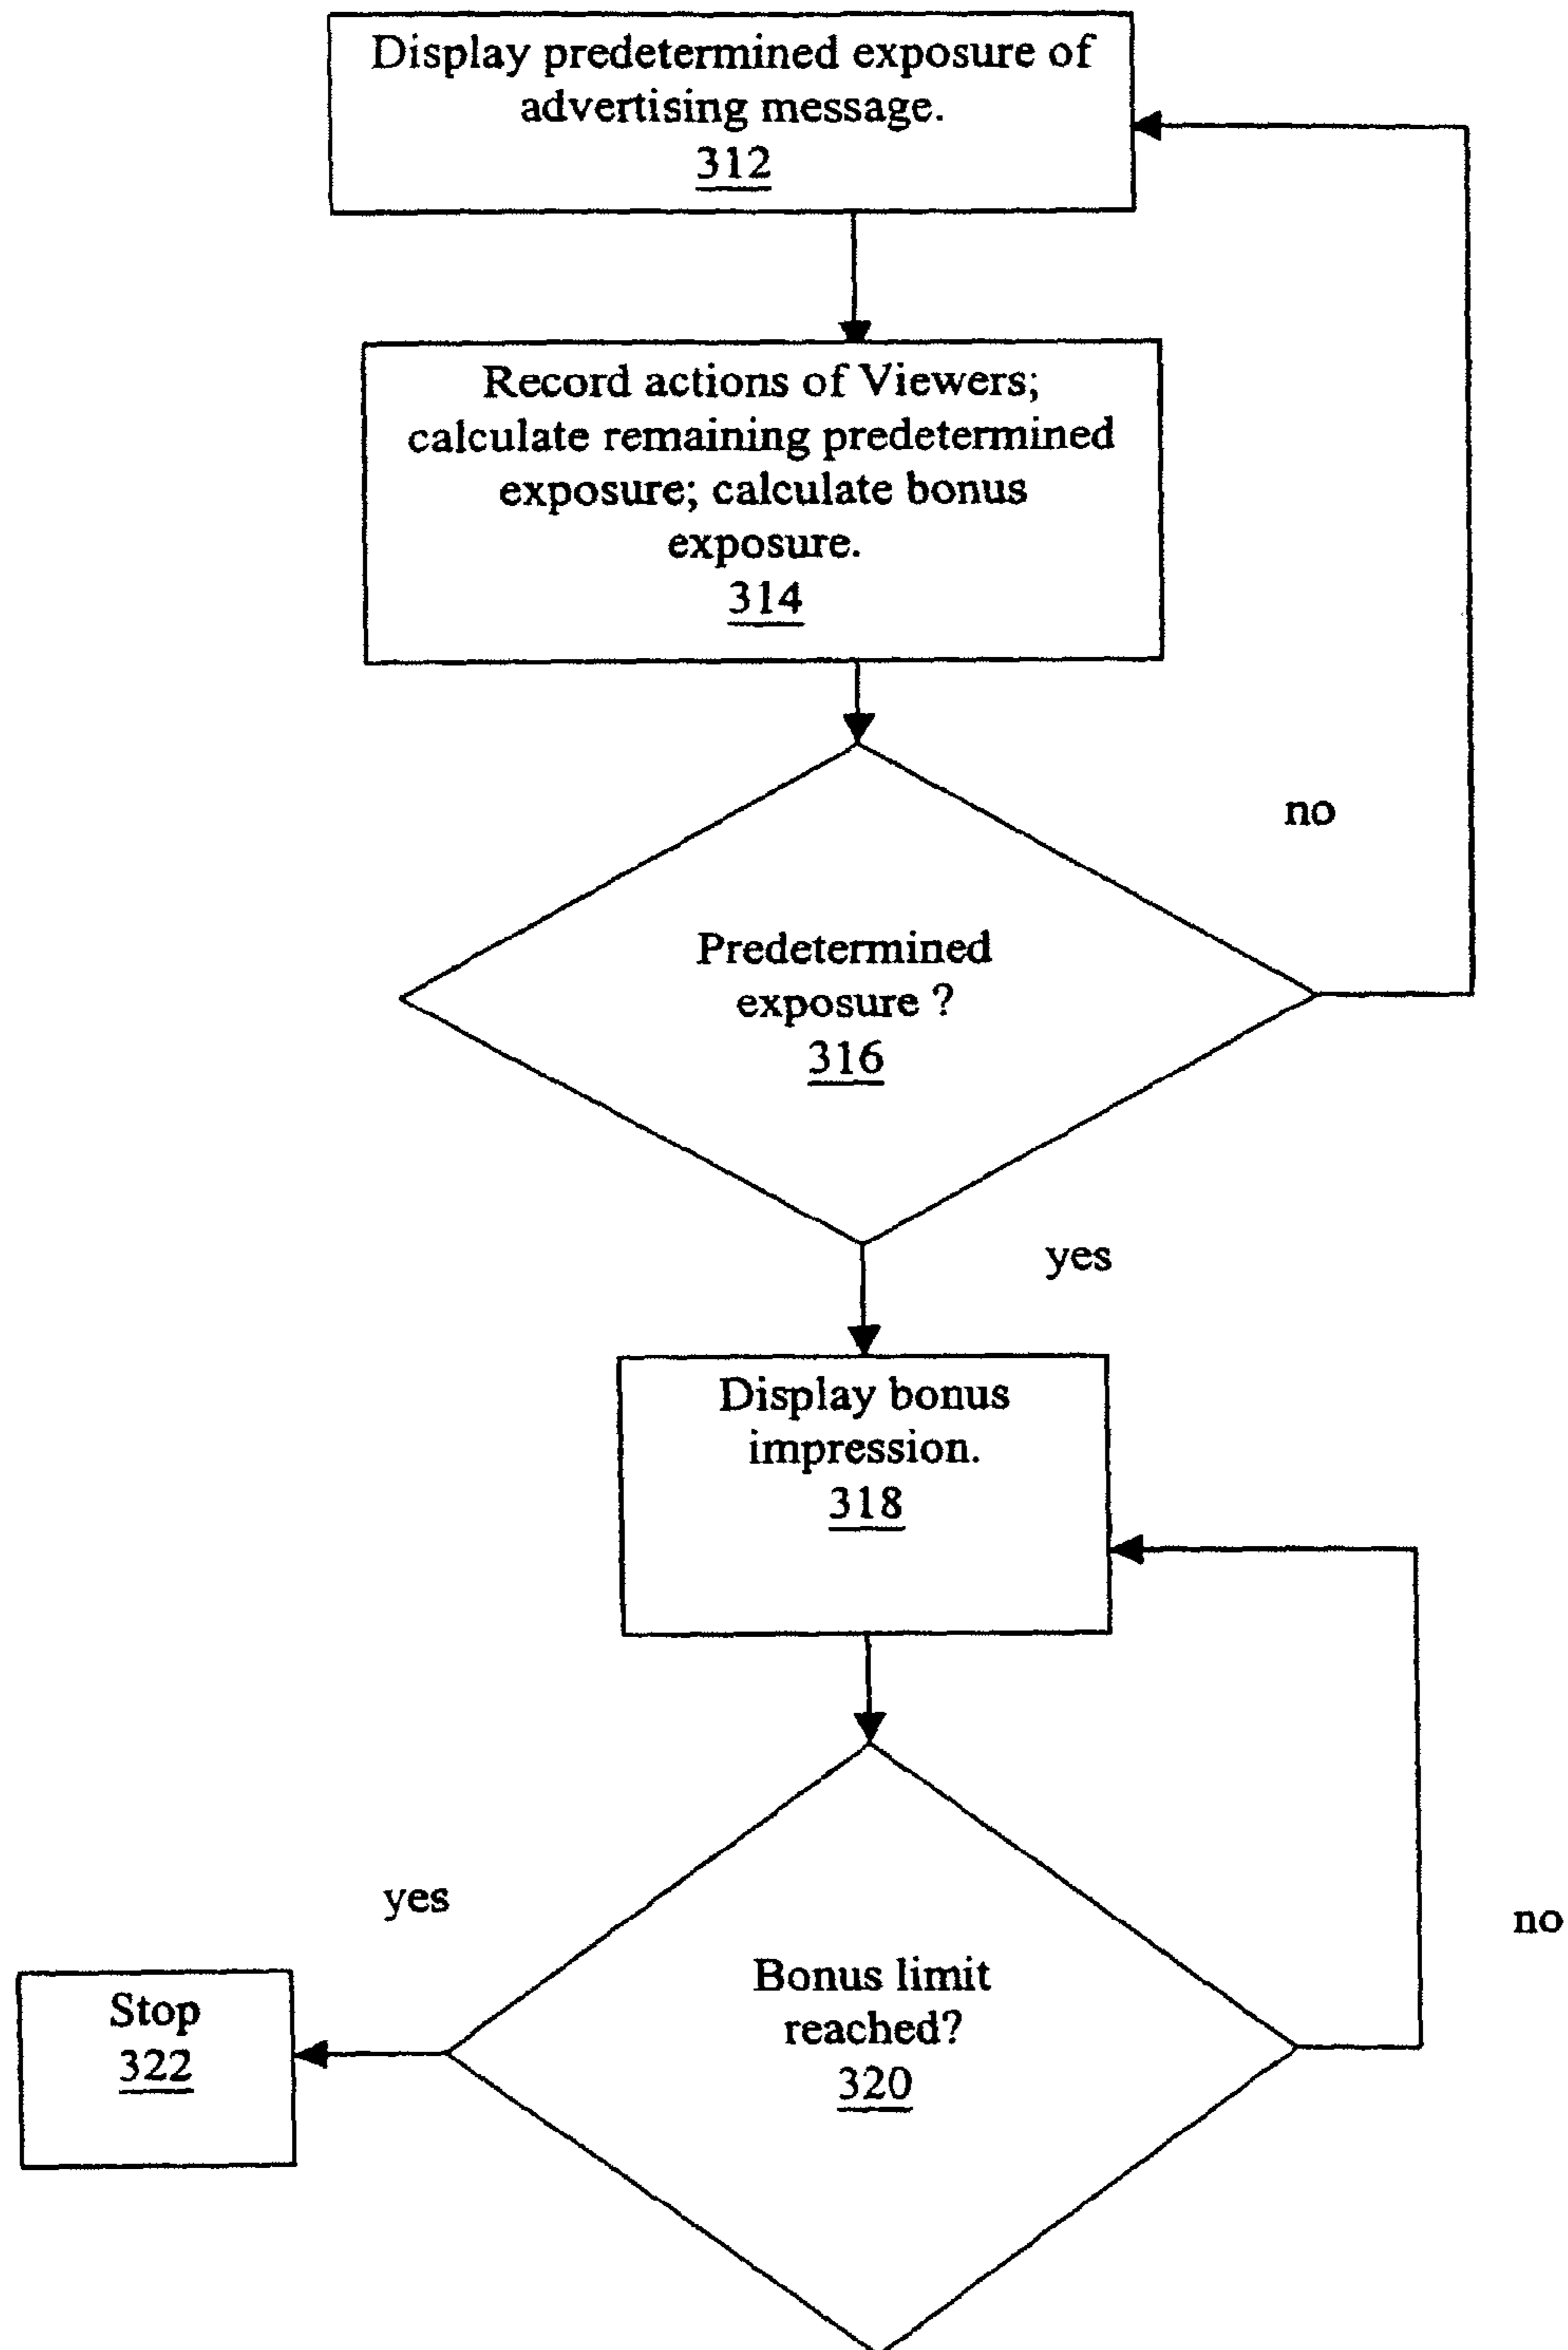 Display predetermined exposure of
advertising message.
312
Record actions of Viewers;
calculate remaining predetermined
exposure; calculate bonus
exposure.
314
no
Predetermined
exposure ?
316
yes
Display bonus
impression.
318
yes
no
Bonus limit
reached?
320
Stop
322